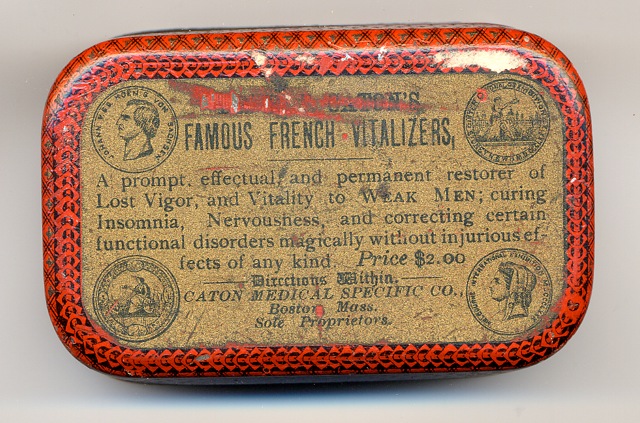 TON'S
FAMOUS FRENCH VITALIZERS,
A prompt, effectual, and permanent restorer of
Lost Vigor, and Vitality to WEAK MEN; curing
Insomnia, Nervousness, and correcting certain
functional disorders magically without injurious ef-
fects of any kind. Price $2.00
Directions Within.
CATON MEDICAL SPECIFIC CO.,
Boston, Mass.
Sole Proprietors.